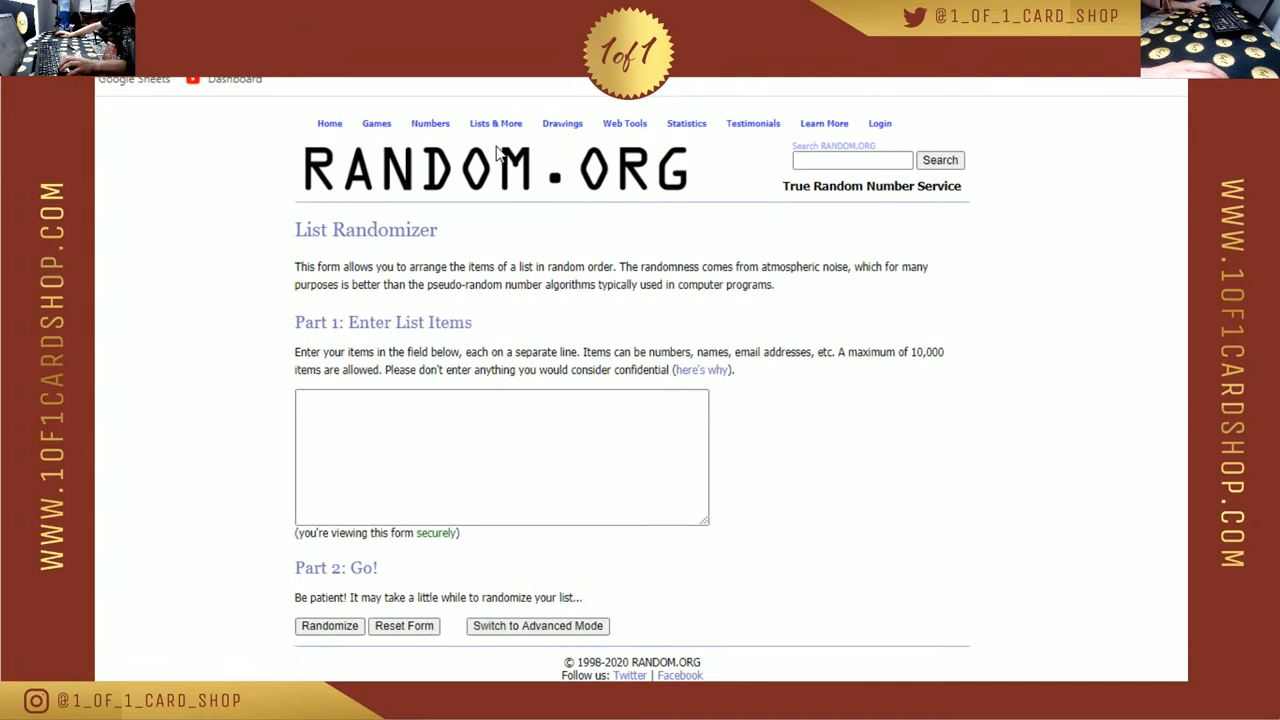 1 of 1
@1_OF_1_CARD_SHOP
Google Sheets Dashboard
Home Games Numbers Lists & More Drawings Web Tools Statistics Testimonials Learn More Login
RANDOM.ORG
Search RANDOM.ORG
Search
True Random Number Service
List Randomizer
This form allows you to arrange the items of a list in random order. The randomness comes from atmospheric noise, which for many
purposes is better than the pseudo-random number algorithms typically used in computer programs.
Part 1: Enter List Items
Enter your items in the field below, each on a separate line. Items can be numbers, names, email addresses, etc. A maximum of 10,000
items are allowed. Please don't enter anything you would consider confidential (here's why).
(you're viewing this form securely)
Part 2: Go!
Be patient! It may take a little while to randomize your list...
Randomize Reset Form Switch to Advanced Mode
© 1998-2020 RANDOM.ORG
Follow us: Twitter | Facebook
WWW.1OF1CARDSHOP.COM
WWW.1OF1CARDSHOP.COM
@1_OF_1_CARD_SHOP